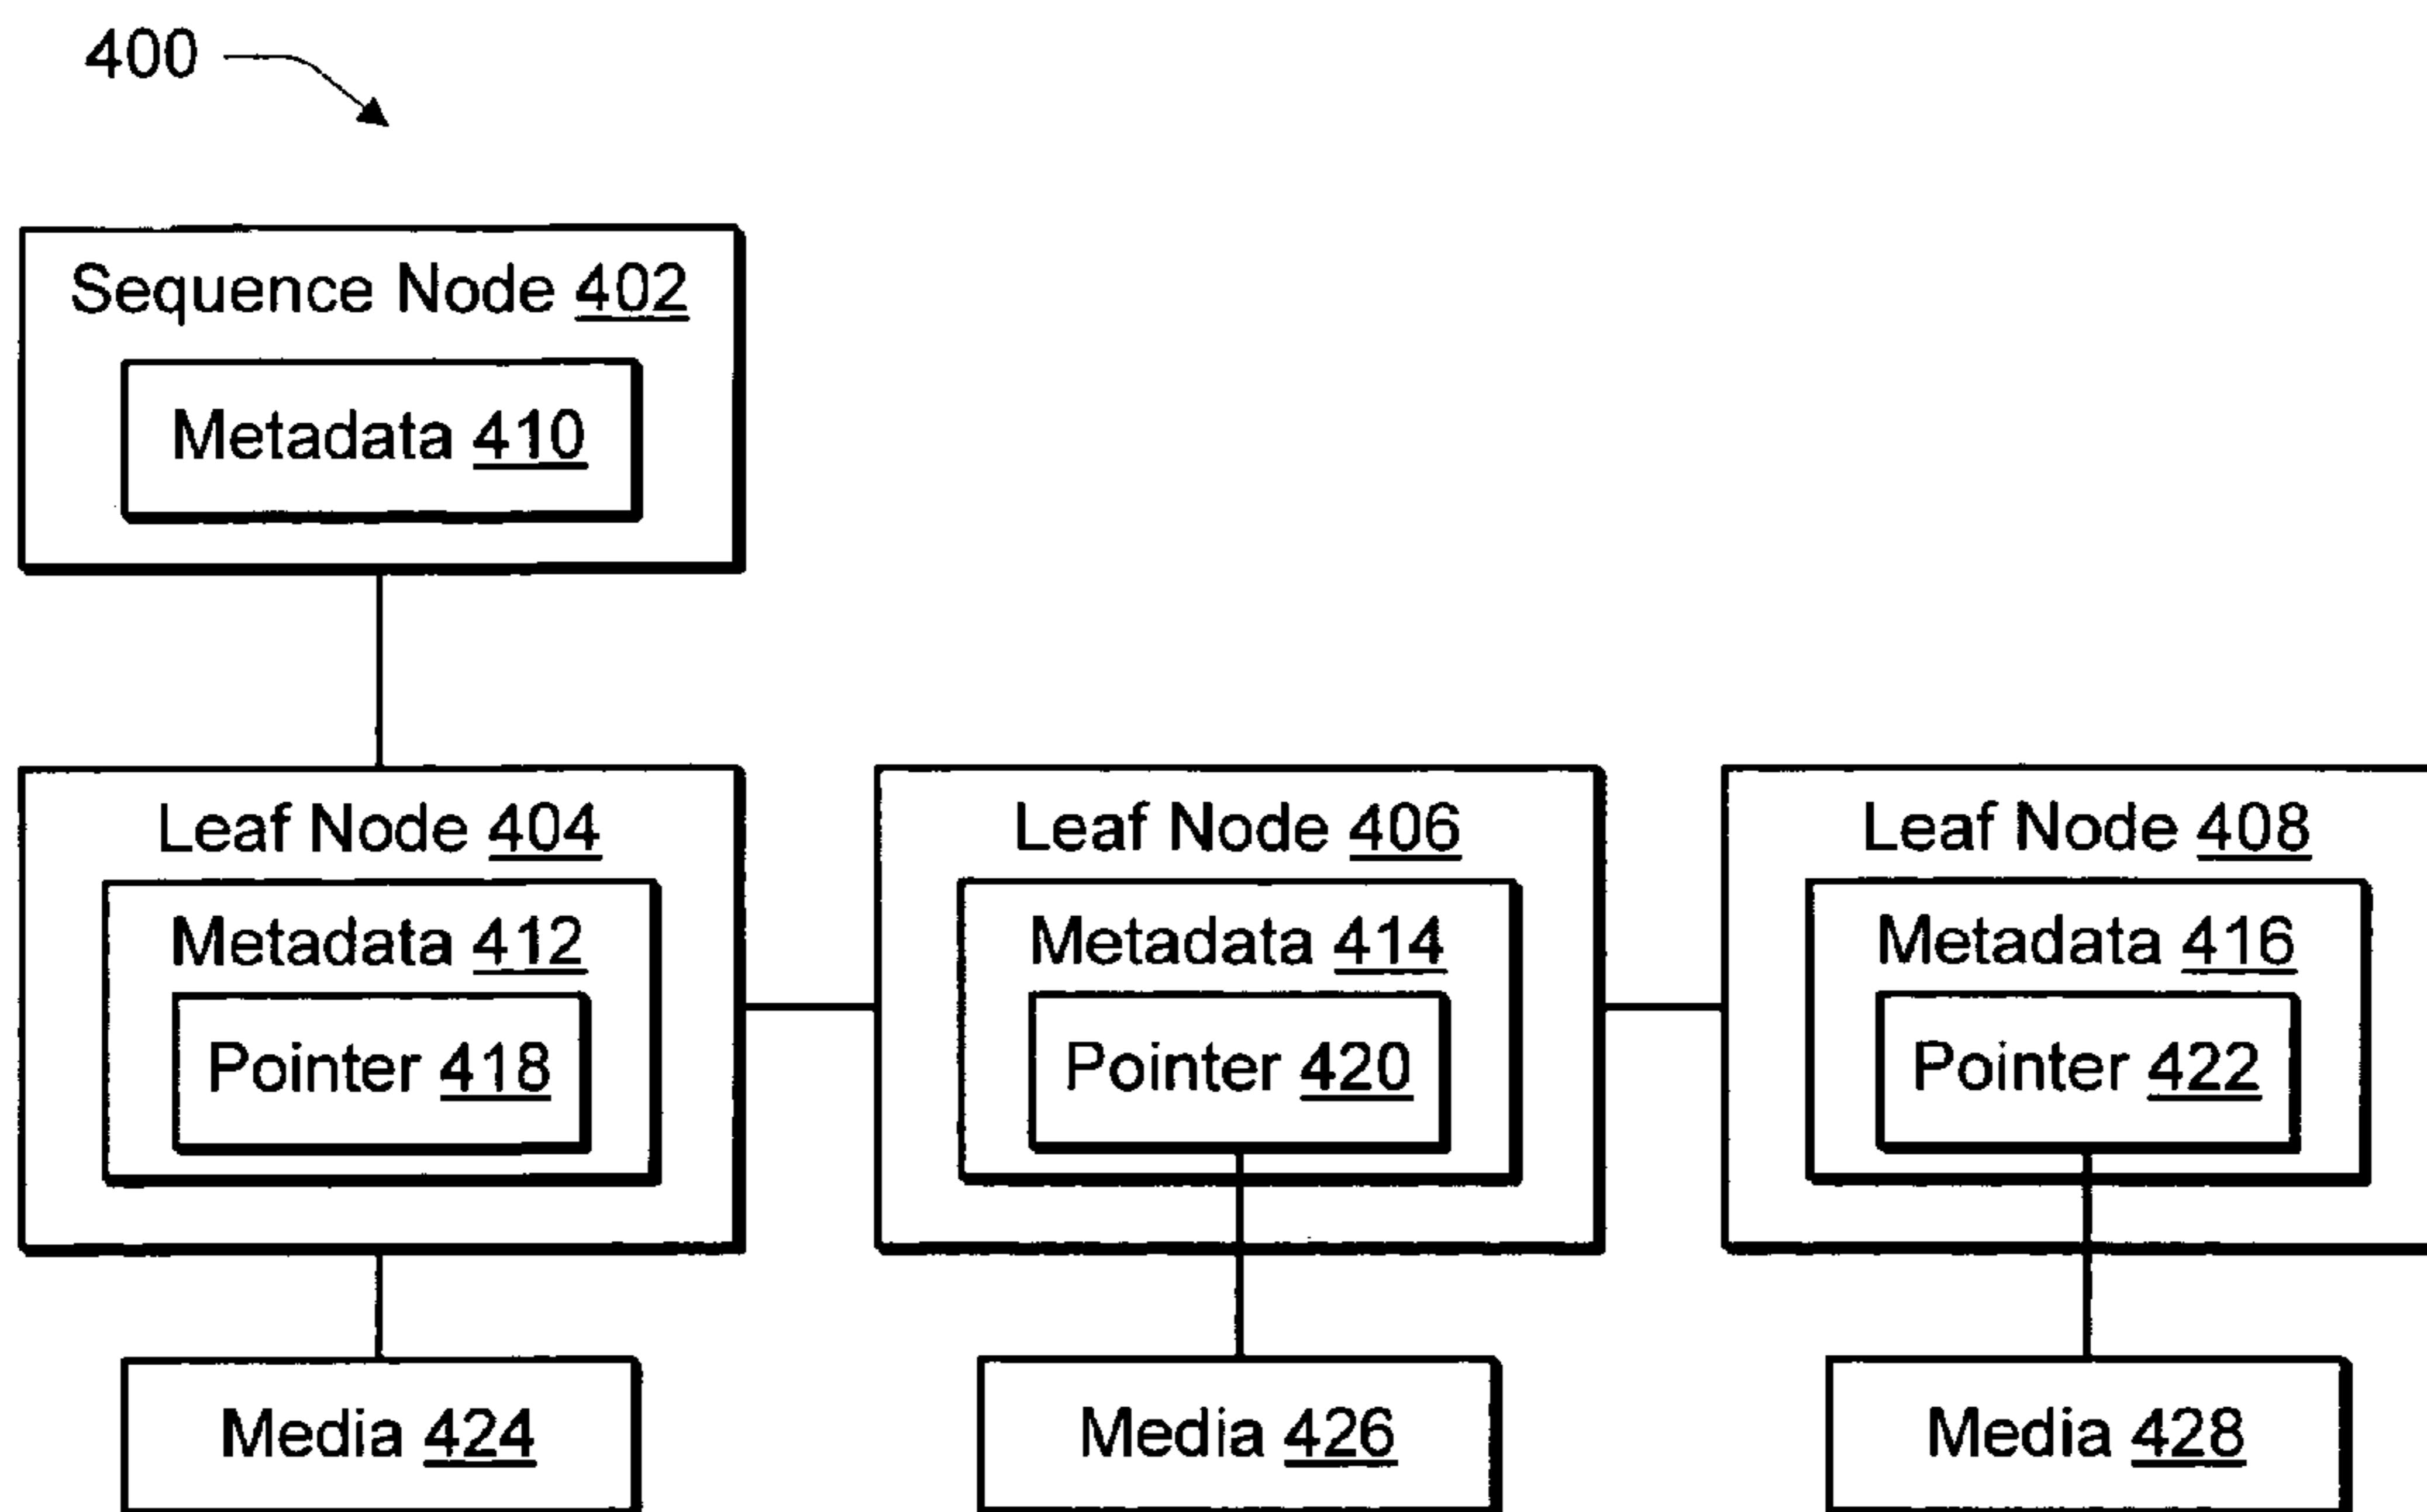 400
Sequence Node 402
Metadata 410
Leaf Node 404
Metadata 412
Pointer 418
Leaf Node 406
Metadata 414
Pointer 420
Leaf Node 408
Metadata 416
Pointer 422
Media 424
Media 426
Media 428